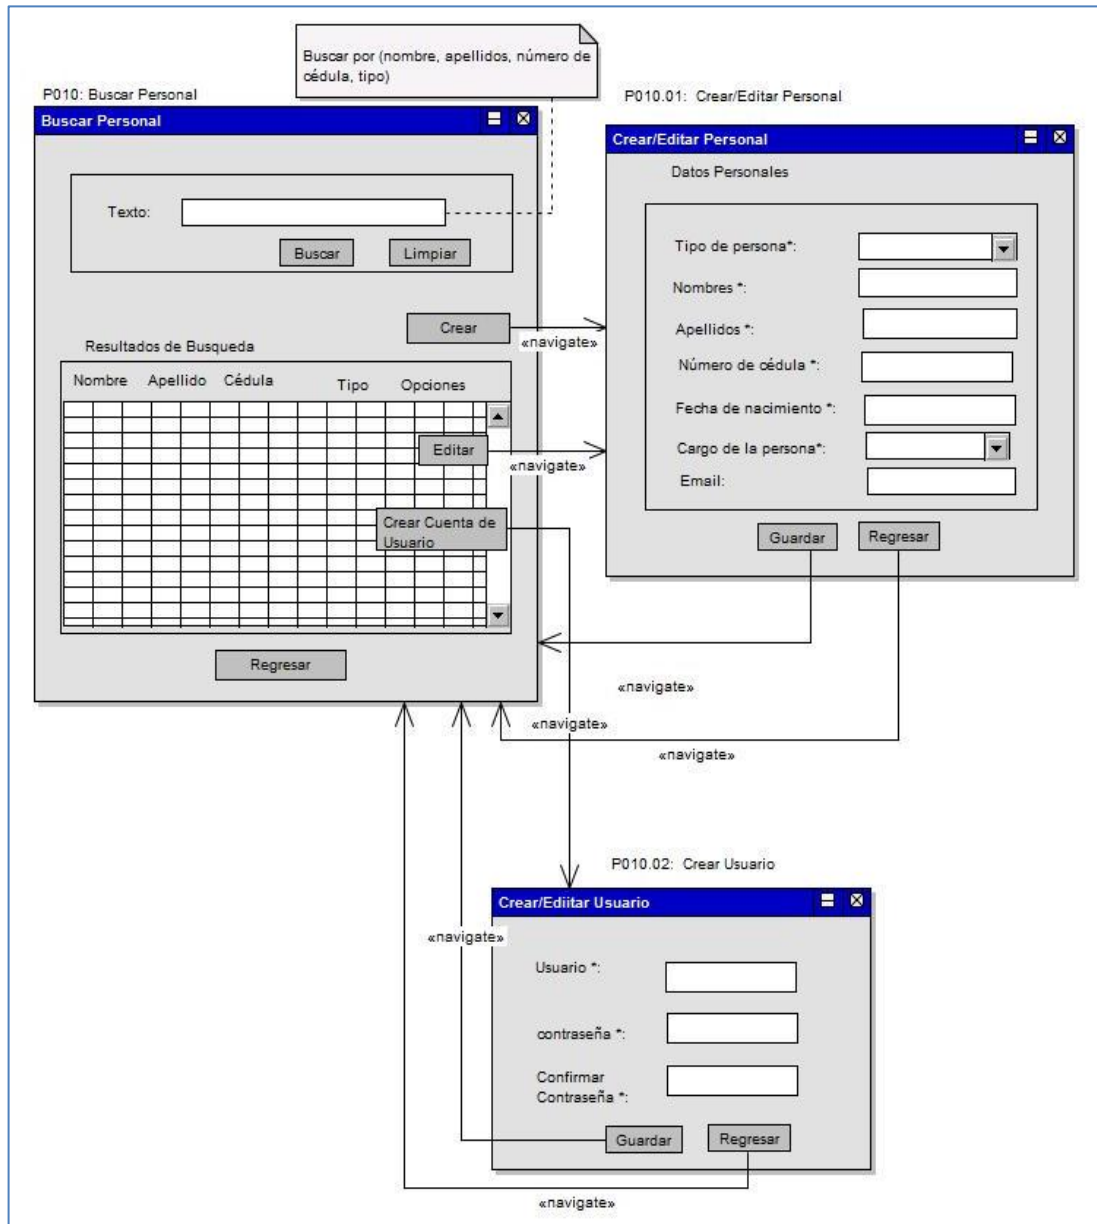 Buscar por (nombre, apellidos, número de
cédula, tipo)
P010: Buscar Personal
Buscar Personal
Texto:
Buscar
Limpiar
Crear
Resultados de Busqueda
Nombre Apellido Cédula Tipo Opciones
Editar
Crear Cuenta de
Usuario
Regresar
«navigate»
«navigate»
P010.01: Crear/Editar Personal
Crear/Editar Personal
Datos Personales
Tipo de persona*:
Nombres *:
Apellidos *:
Número de cédula *:
Fecha de nacimiento *:
Cargo de la persona*:
Email:
Guardar
Regresar
«navigate»
«navigate»
«navigate»
P010.02: Crear Usuario
Crear/Ediitar Usuario
«navigate»
Usuario *:
contraseña *:
Confirmar
Contraseña *:
Guardar
Regresar
«navigate»